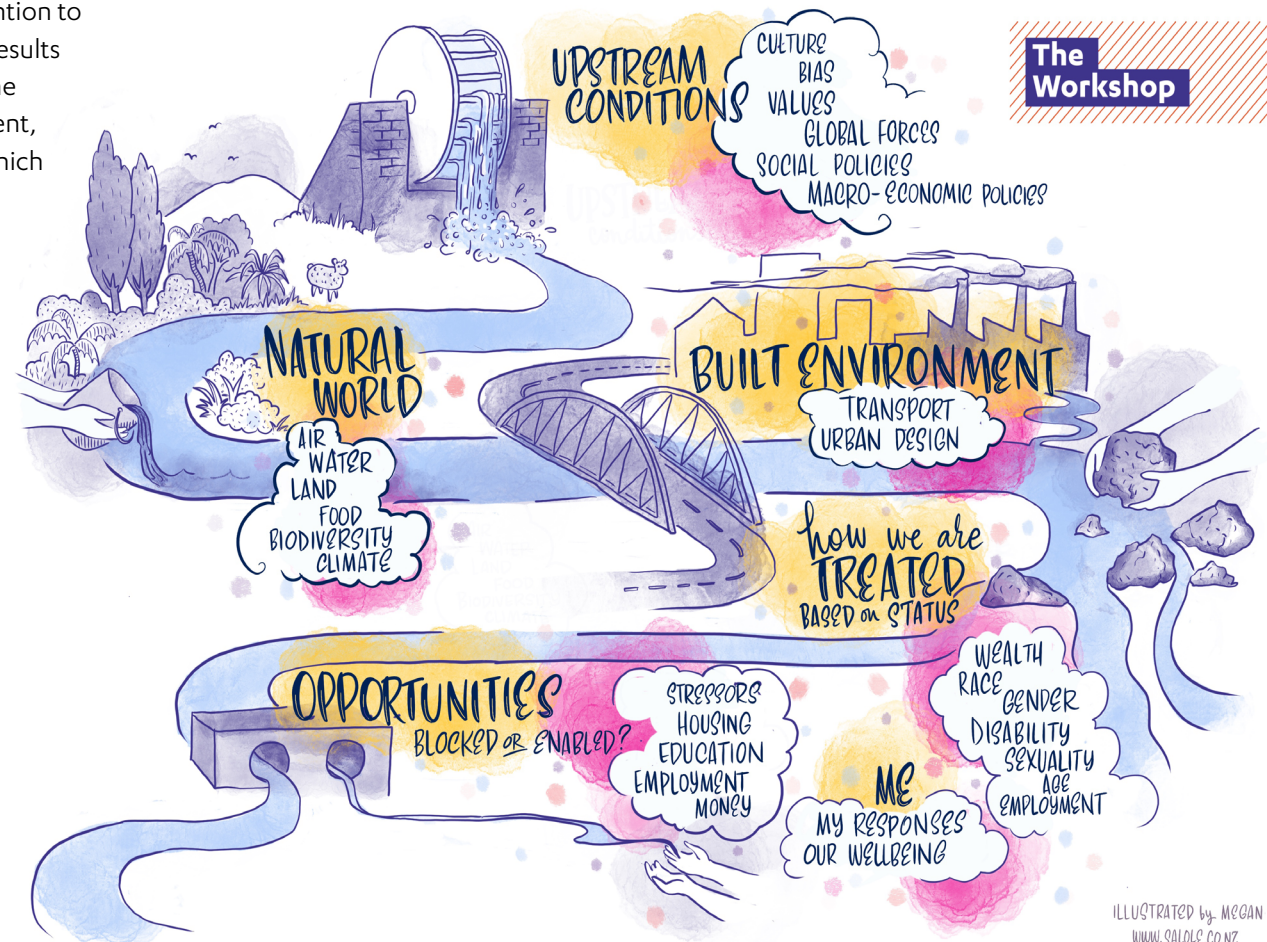 ntion to
esults
ne
ent,
hich
UPSTREAM
CONDITIONS
CULTURE
BIAS
VALUES
GLOBAL FORCES
SOCIAL POLICIES
MACRO-ECONOMIC POLICIES
The
Workshop
NATURAL
WORLD
AIR
WATER
LAND
FOOD
BIODIVERSITY
CLIMATE
BUILT ENVIRONMENT
TRANSPORT
URBAN DESIGN
how we are
TREATED
BASED on STATUS
WEALTH
RACE
GENDER
DISABILITY
SEXUALITY
AGE
EMPLOYMENT
OPPORTUNITIES
BLOCKED OR ENABLED?
STRESSORS
HOUSING
EDUCATION
EMPLOYMENT
MONEY
ME
MY RESPONSES
OUR WELLBEING
ILLUSTRATED by MEGAN